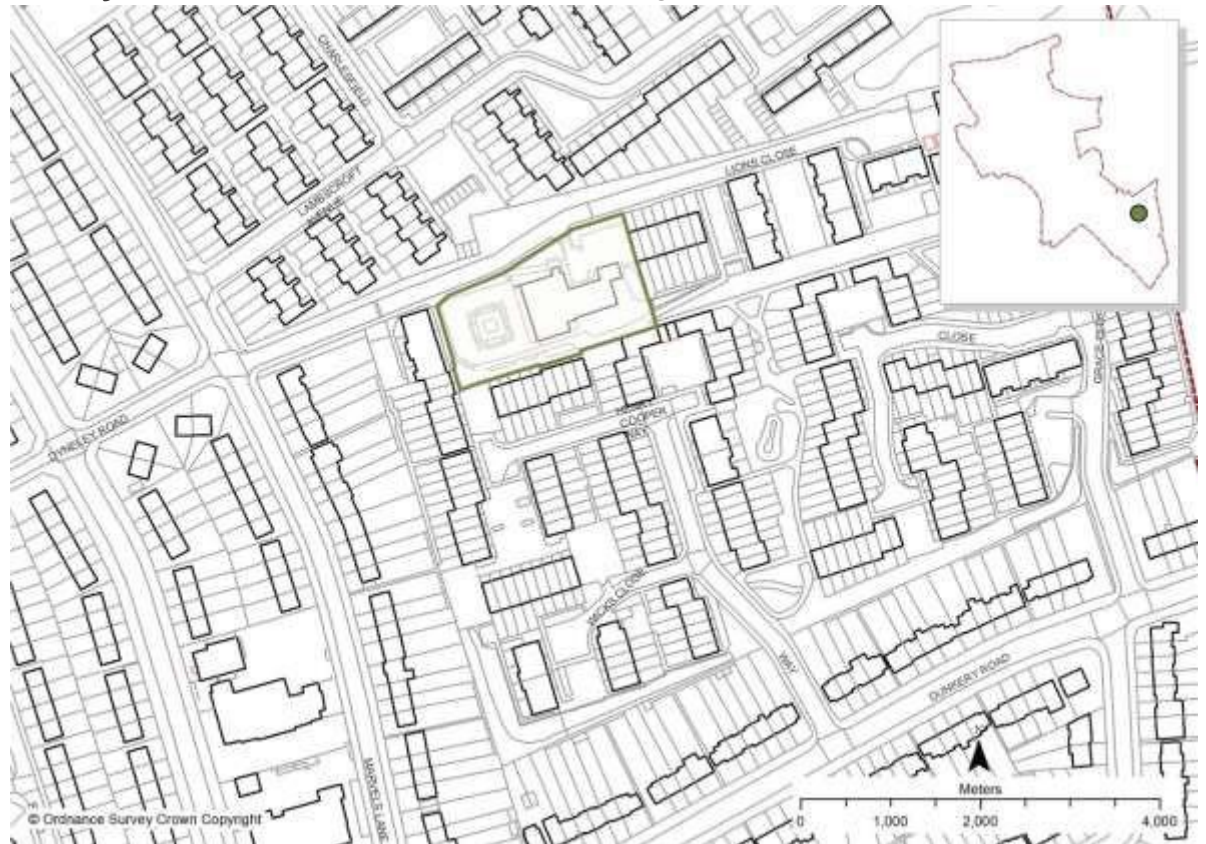 CHARLESFIELD
LAMBSCROFT
AVENUE
LIONS CLOSE
CLOSE
DYNELEY ROAD
COOPER
WAY
WAY
DUNKERY ROAD
MARVELS LANE
© Ordnance Survey Crown Copyright
Meters
0 1,000 2,000 4,000